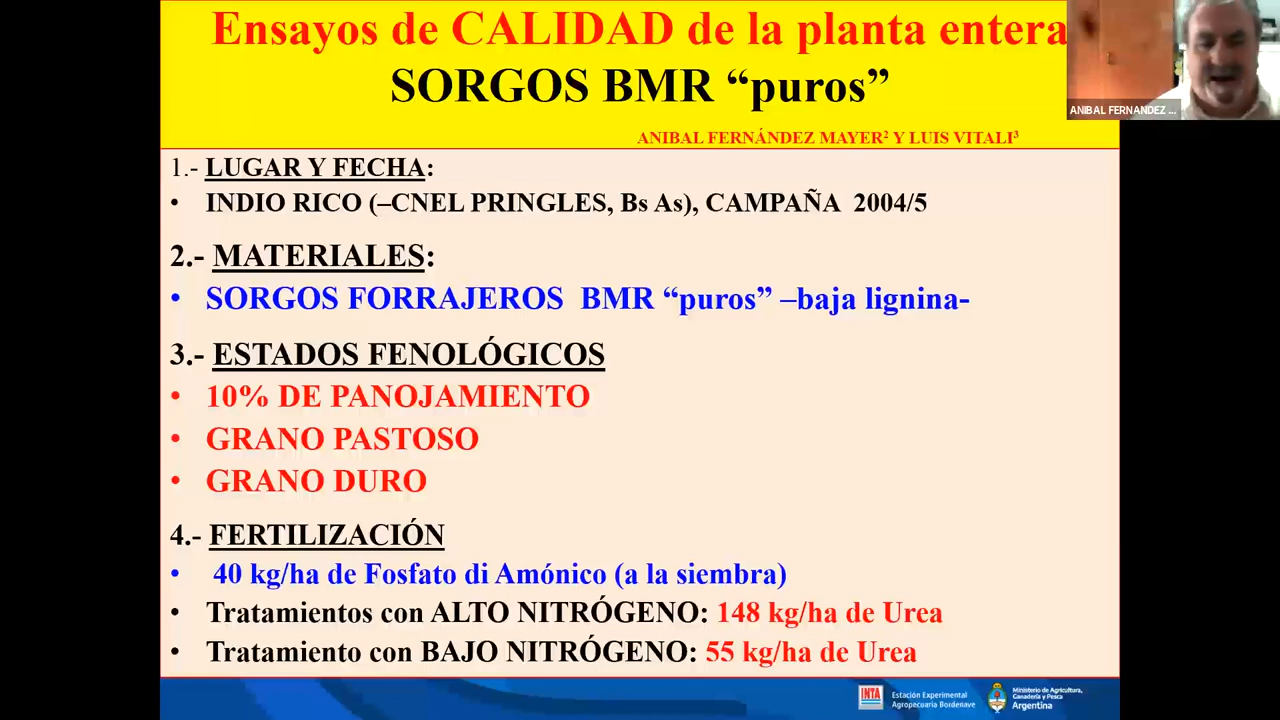 Ensayos de CALIDAD de la planta entera
SORGOS BMR “puros”
ANIBAL FERNÁNDEZ MAYER² Y LUIS VITALI³
ANIBAL FERNANDEZ ...
1.- LUGAR Y FECHA:
• INDIO RICO (–CNEL PRINGLES, Bs As), CAMPAÑA 2004/5
2.- MATERIALES:
• SORGOS FORRAJEROS BMR “puros” –baja lignina-
3.- ESTADOS FENOLÓGICOS
• 10% DE PANOJAMIENTO
• GRANO PASTOSO
• GRANO DURO
4.- FERTILIZACIÓN
• 40 kg/ha de Fosfato di Amónico (a la siembra)
• Tratamientos con ALTO NITRÓGENO: 148 kg/ha de Urea
• Tratamiento con BAJO NITRÓGENO: 55 kg/ha de Urea
INTA
Estación Experimental
Agropecuaria Bordenave
Ministerio de Agricultura,
Ganadería y Pesca
Argentina